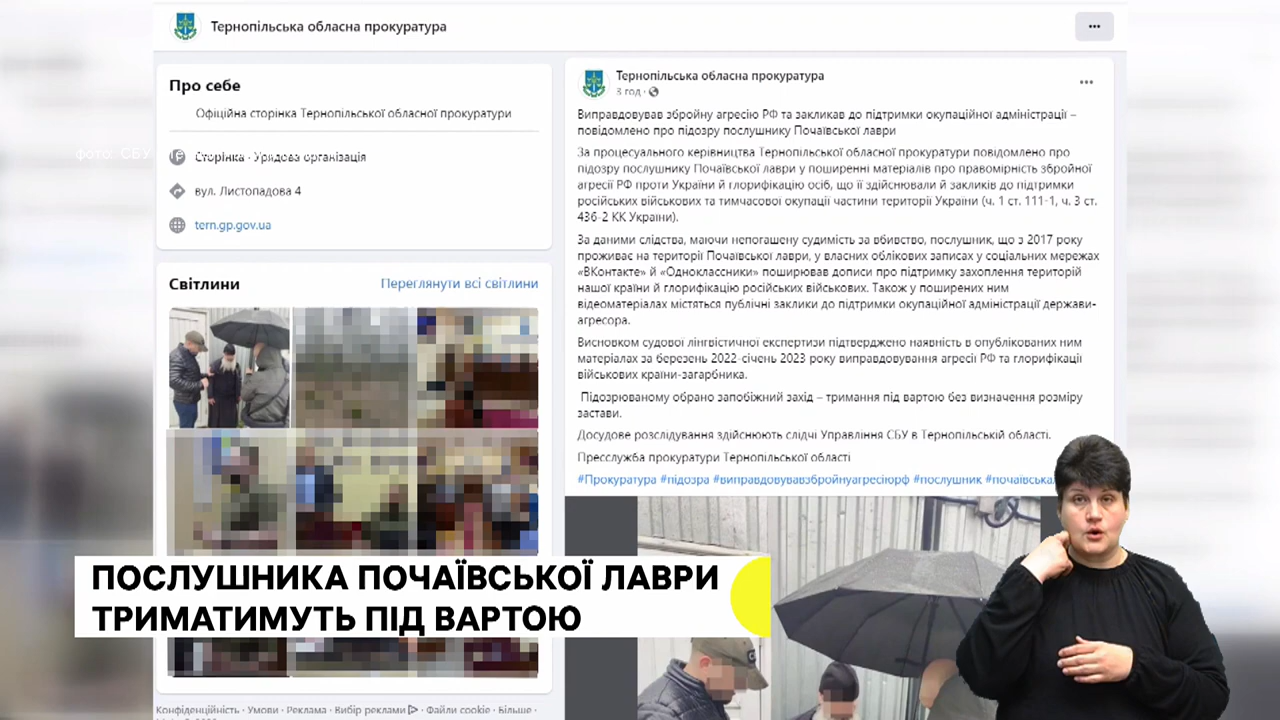 Тернопільська обласна прокуратура
Про себе
Офіційна сторінка Тернопільської обласної прокуратури
фото: СБУ
Сторінка · Урядова організація
вул. Листопадова 4
tern.gp.gov.ua
Світлини
Переглянути всі світлини
Тернопільська обласна прокуратура
3 год ·
Виправдовував збройну агресію РФ та закликав до підтримки окупаційної адміністрації –
повідомлено про підозру послушнику Почаївської лаври
За процесуального керівництва Тернопільської обласної прокуратури повідомлено про
підозру послушнику Почаївської лаври у поширенні матеріалів про правомірність збройної
агресії РФ проти України й глорифікацію осіб, що її здійснювали й закликів до підтримки
російських військових та тимчасової окупації частини території України (ч. 1 ст. 111-1, ч. 3 ст.
436-2 КК України).
За даними слідства, маючи непогашену судимість за вбивство, послушник, що з 2017 року
проживає на території Почаївської лаври, у власних облікових записах у соціальних мережах
«ВКонтакте» й «Одноклассники» поширював дописи про підтримку захоплення територій
нашої країни й глорифікацію російських військових. Також у поширених ним
відеоматеріалах містяться публічні заклики до підтримки окупаційної адміністрації держави-
агресора.
Висновком судової лінгвістичної експертизи підтверджено наявність в опублікованих ним
матеріалах за березень 2022-січень 2023 року виправдовування агресії РФ та глорифікації
військових країни-загарбника.
Підозрюваному обрано запобіжний захід – тримання під вартою без визначення розміру
застави.
Досудове розслідування здійснюють слідчі Управління СБУ в Тернопільській області.
Пресслужба прокуратури Тернопільської області
#Прокуратура #підозра #виправдовувавзбройнуагресіюрф #послушник #почаївська
ПОСЛУШНИКА ПОЧАЇВСЬКОЇ ЛАВРИ
ТРИМАТИМУТЬ ПІД ВАРТОЮ
Конфіденційність · Умови · Реклама · Вибір реклами · Файли cookie · Більше ·